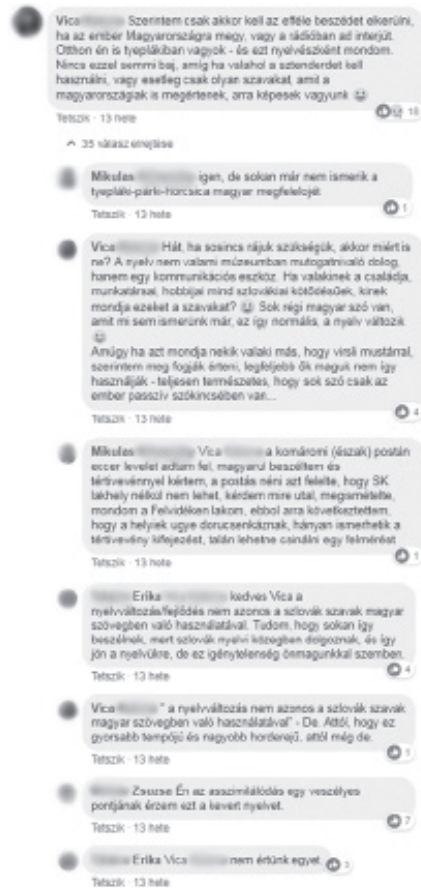 Vica Szerintem csak akkor kell az efféle beszédet elkerülni,
ha az ember Magyarországra megy, vagy a rádióban ad interjút.
Otthon én is tyeplákiban vagyok - és ezt nyelvészként mondom.
Nincs ezzel semmi baj, amíg ha valahol a sztenderdet kell
használni, vagy esetleg csak olyan szavakat, amit a
magyarországiak is megértenek, arra képesek vagyunk
18
Tetszik · 13 hete
35 válasz elrejtése
Mikulas igen, de sokan már nem ismerik a
tyepláki-párki-horcsica magyar megfelelojét
1
Tetszik · 13 hete
Vica Hát, ha sosincs rájuk szükségük, akkor miért is
ne? A nyelv nem valami múzeumban mutogatnivaló dolog,
hanem egy kommunikációs eszköz. Ha valakinek a családja,
munkatársai, hobbijai mind szlovákiai kötődésűek, kinek
mondja ezeket a szavakat? Sok régi magyar szó van,
amit mi sem ismerünk már, ez így normális, a nyelv változik
Amúgy ha azt mondja nekik valaki más, hogy virsli mustárral,
szerintem meg fogják érteni, legfeljebb ők maguk nem így
használják - teljesen természetes, hogy sok szó csak az
ember passzív szókincsében van...
4
Tetszik · 13 hete
Mikulas Vica a komáromi (észak) postán
eccer levelet adtam fel, magyarul beszéltem és
tértivevénnyel kértem, a postás néni azt felelte, hogy SK
lakhely nélkül nem lehet, kérdem mire utal, megismételte,
mondom a Felvidéken lakom, ebbol arra következtettem,
hogy a helyiek ugye dorucsenkáznak, hányan ismerhetik a
tértivevény kifejezést, talán lehetne csinálni egy felmérést
1
Tetszik · 13 hete
Erika kedves Vica a
nyelvváltozás/fejlődés nem azonos a szlovák szavak magyar
szövegben való használatával. Tudom, hogy sokan így
beszélnek, mert szlovák nyelvi közegben dolgoznak, és így
jön a nyelvükre, de ez igénytelenség önmagunkkal szemben.
4
Tetszik · 13 hete
Vica " a nyelvváltozás nem azonos a szlovák szavak
magyar szövegben való használatával" - De. Attól, hogy ez
gyorsabb tempójú és nagyobb horderejű, attól még de.
1
Tetszik · 13 hete
Zsuzsa Én az asszimilálódás egy veszélyes
pontjának érzem ezt a kevert nyelvet.
7
Tetszik · 13 hete
Erika Vica nem értünk egyet.
3
Tetszik · 13 hete